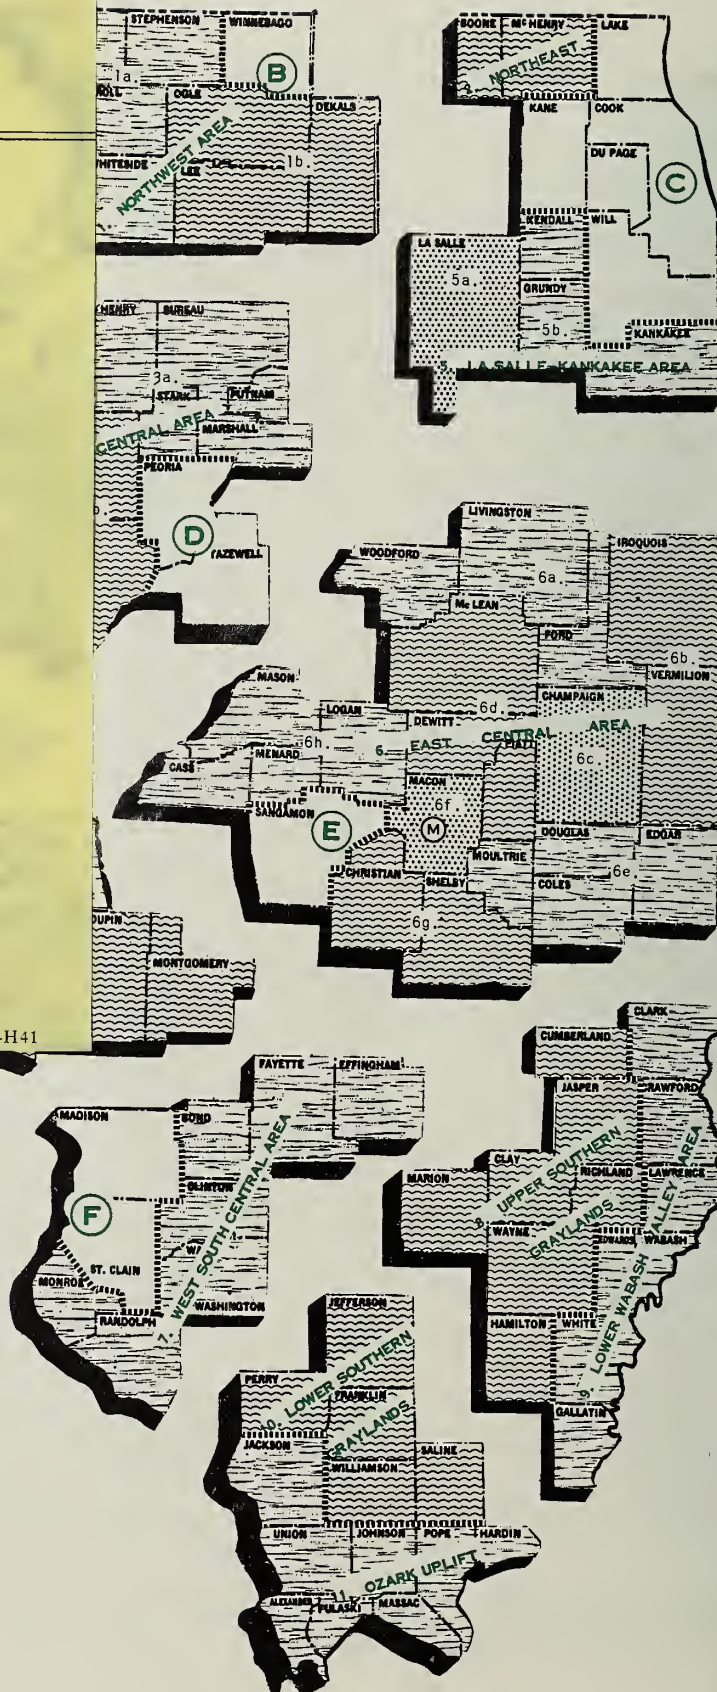 STEPHENSON WINNEBAGO
B
1a.
OGLE
DEKALB
LEE
1b.
NORTHWEST AREA
BOONE McHENRY LAKE
2. NORTHEAST
KANE COOK
DU PAGE
C
KENDALL WILL
LA SALLE
5a.
GRUNDY
5b.
KANKAKEE
5. LA SALLE-KANKAKEE AREA
HENRY BUREAU
3a.
STARK PUTNAM
CENTRAL AREA
MARSHALL
PEORIA
D
TAZEWELL
LIVINGSTON
IROQUOIS
WOODFORD
6a.
McLEAN
FORD
6b.
VERMILION
MASON
CHAMPAIGN
LOGAN
6d.
DEWITT
6. EAST CENTRAL AREA
6h.
MENARD
PIATT
CASS
6c.
MACON
6f.
SANGAMON
E
M
DOUGLAS EDGAR
MOULTRIE
CHRISTIAN
SHELBY
COLES
6e.
6g.
OUPIN
MONTGOMERY
-H41
CLARK
CUMBERLAND
FAYETTE EFFINGHAM
JASPER
CRAWFORD
MADISON
BOND
CLAY
RICHLAND
LAWRENCE
MARION
8. UPPER SOUTHERN
GRAYLANDS
CLINTON
F
WAYNE
EDWARDS WABASH
ST. CLAIN
MONROE
WASHINGTON
RANDOLPH
7. WEST SOUTH CENTRAL AREA
HAMILTON WHITE
9. LOWER WABASH VALLEY AREA
GALLATIN
JEFFERSON
PERRY
10. LOWER SOUTHERN
FRANKLIN
GRAYLANDS
JACKSON
SALINE
WILLIAMSON
UNION JOHNSON POPE HARDIN
11. OZARK UPLIFT
ALEXANDER PULASKI MASSAC